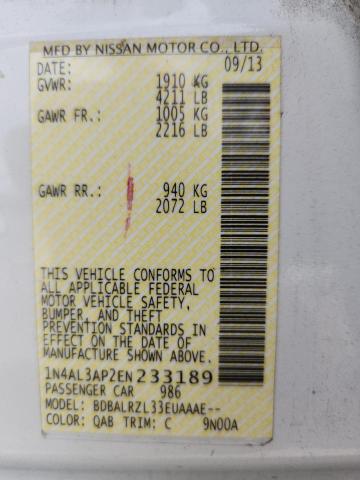 MFD BY NISSAN MOTOR CO., LTD.
DATE: 09/13
GVWR: 1910 KG
4211 LB
GAWR FR.: 1005 KG
2216 LB
GAWR RR.: 940 KG
2072 LB
THIS VEHICLE CONFORMS TO
ALL APPLICABLE FEDERAL
MOTOR VEHICLE SAFETY,
BUMPER, AND THEFT
PREVENTION STANDARDS IN
EFFECT ON THE DATE OF
MANUFACTURE SHOWN ABOVE.
1N4AL3AP2EN233189
PASSENGER CAR 986
MODEL: BDBALRZL33EUAAAE--
COLOR: QAB TRIM: C 9N00A